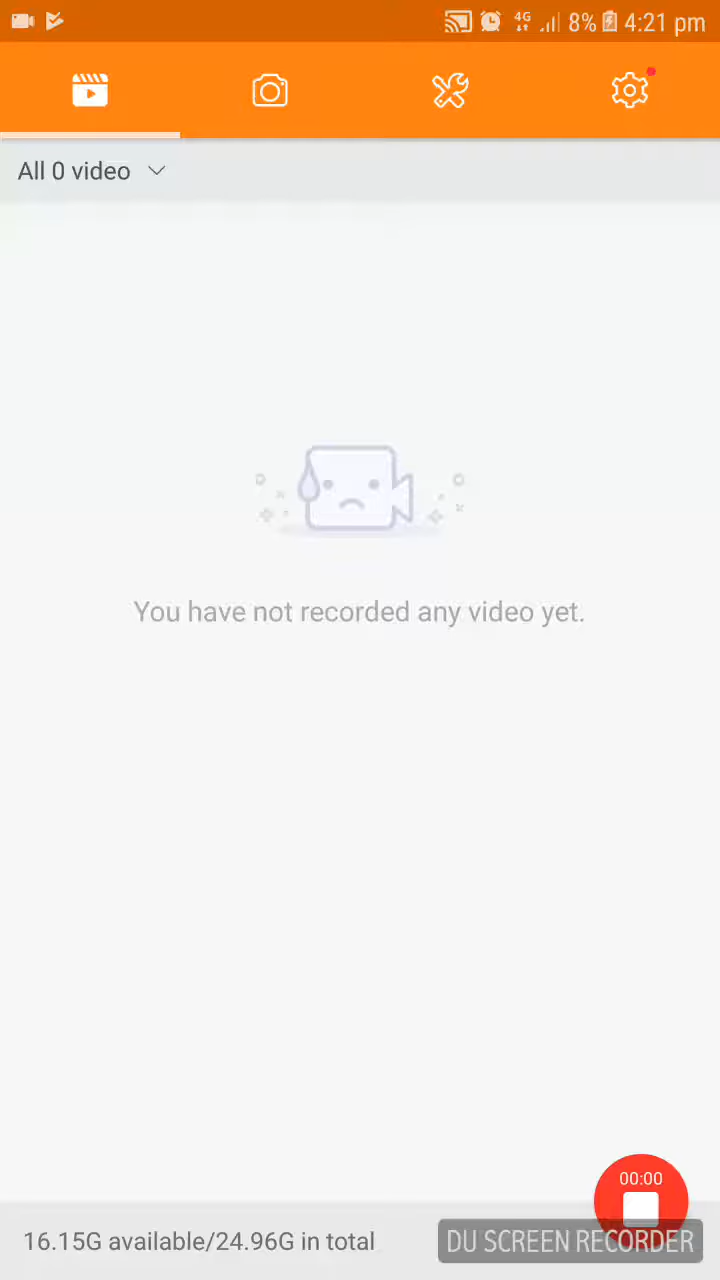 4G 8% 4:21 pm
All 0 video
You have not recorded any video yet.
00:00
16.15G available/24.96G in total
DU SCREEN RECORDER